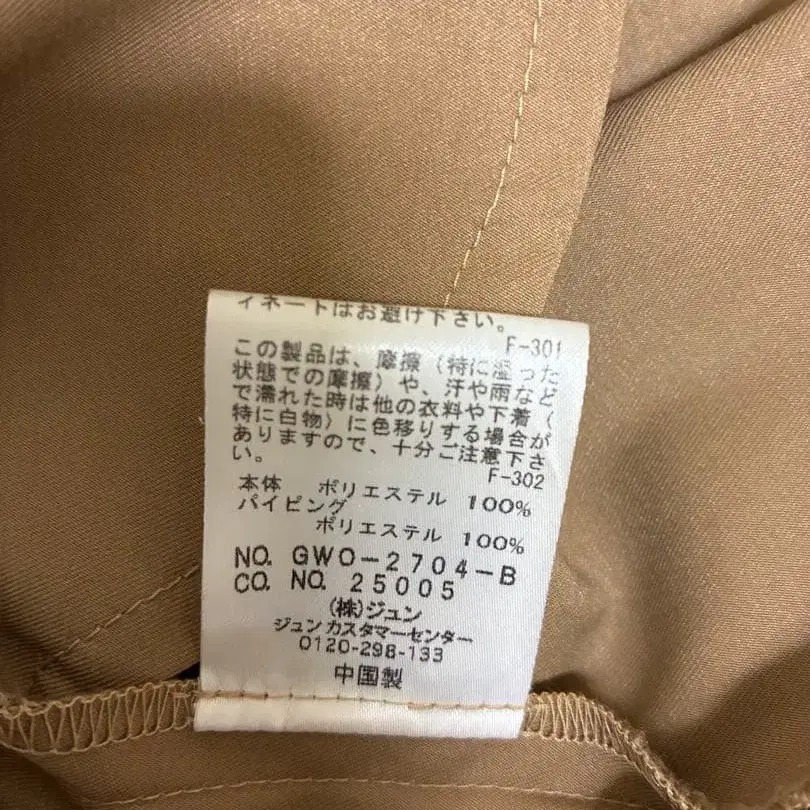 ィネートはお避け下さい。
F-301
この製品は、摩擦（特に湿った
状態での摩擦）や、汗や雨など
で濡れた時は他の衣料や下着（
特に白物）に色移りする場合が
ありますので、十分ご注意下さ
い。
F-302
本体 ポリエステル 100%
パイピング
ポリエステル 100%
NO. GWO-2704-B
CO. NO. 25005
(株)ジュン
ジュンカスタマーセンター
0120-298-133
中国製